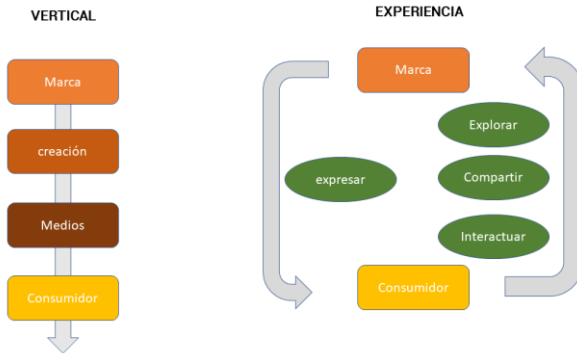 VERTICAL
Marca
creación
Medios
Consumidor
EXPERIENCIA
Marca
Explorar
expresar
Compartir
Interactuar
Consumidor